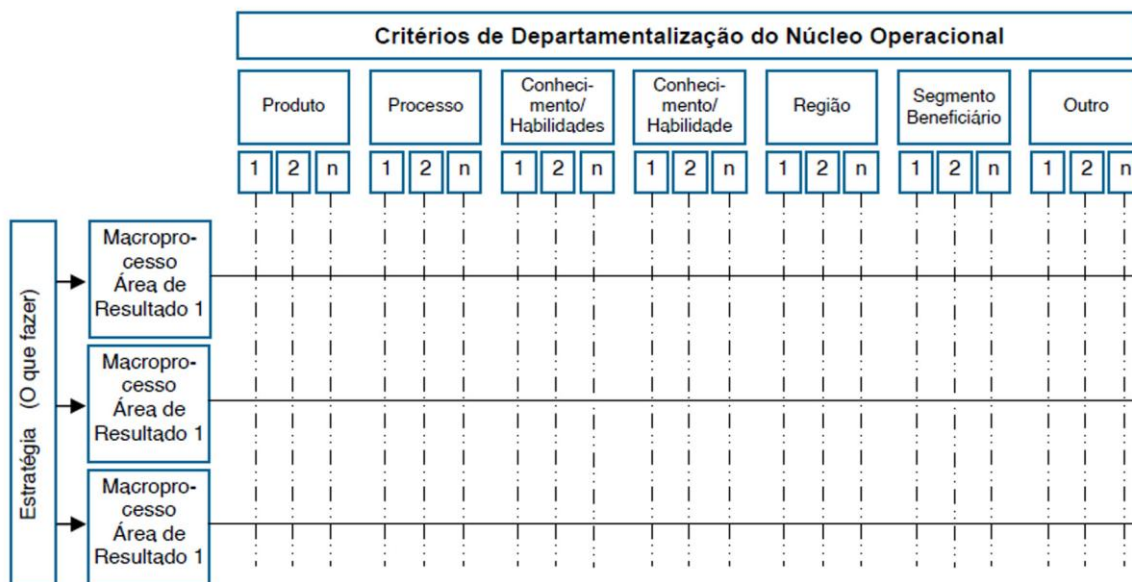 Critérios de Departamentalização do Núcleo Operacional
Produto
Processo
Conheci-
mento/
Habilidades
Conheci-
mento/
Habilidade
Região
Segmento
Beneficiário
Outro
1 2 n 1 2 n 1 2 n 1 2 n 1 2 n 1 2 n 1 2 n
Estratégia (O que fazer)
Macropro-
cesso
Área de
Resultado 1
Macropro-
cesso
Área de
Resultado 1
Macropro-
cesso
Área de
Resultado 1